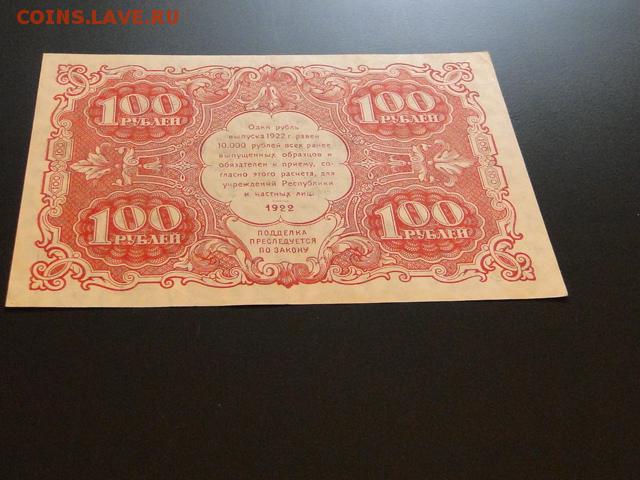 COINS.LAVE.RU
100
РУБЛЕЙ
100
РУБЛЕЙ
Один рубль
выпуска 1922 г. равен
10.000 рублей всех ранее
выпущенных образцов и
обязателен к приему, со-
гласно этого расчета, для
учреждений Республики
и частных лиц.
1922
100
РУБЛЕЙ
100
РУБЛЕЙ
ПОДДЕЛКА
ПРЕСЛЕДУЕТСЯ
ПО ЗАКОНУ